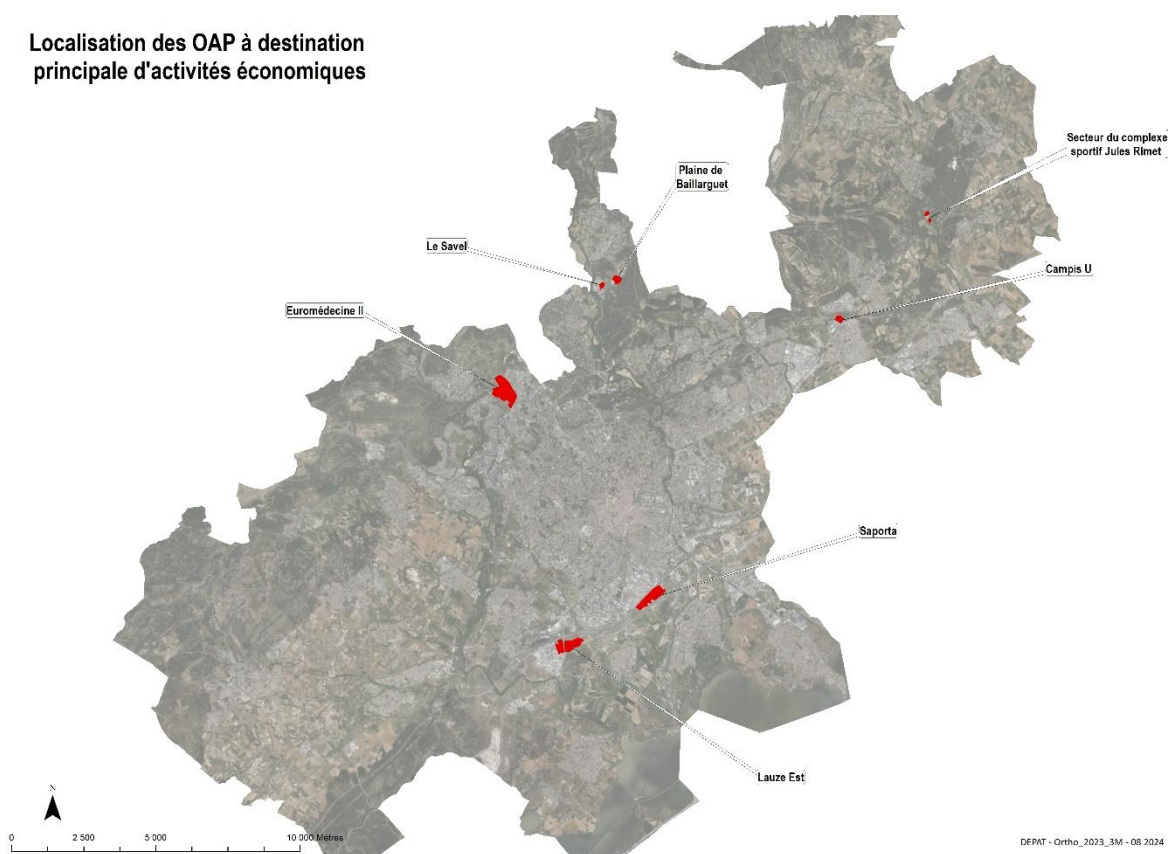 Localisation des OAP à destination
principale d'activités économiques
Secteur du complexe
sportif Jules Rimet
Plaine de
Baillarguet
Le Savel
Campis U
Euromédecine II
Saporta
Lauze Est
N
0 2 500 5 000 10 000 Mètres
DEPAT - Ortho_2023_3M - 08 2024